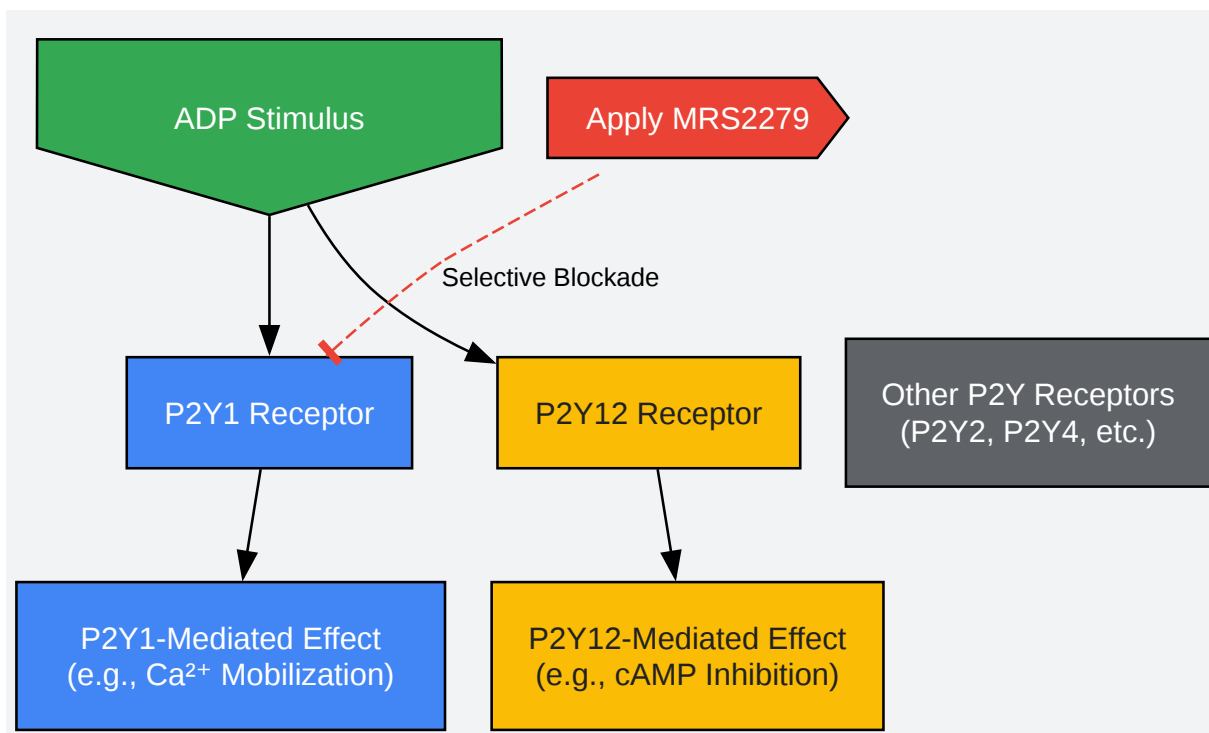 ADP Stimulus
Apply MRS2279
Selective Blockade
P2Y1 Receptor
P2Y12 Receptor
Other P2Y Receptors
(P2Y2, P2Y4, etc.)
P2Y1-Mediated Effect
(e.g., Ca²⁺ Mobilization)
P2Y12-Mediated Effect
(e.g., cAMP Inhibition)